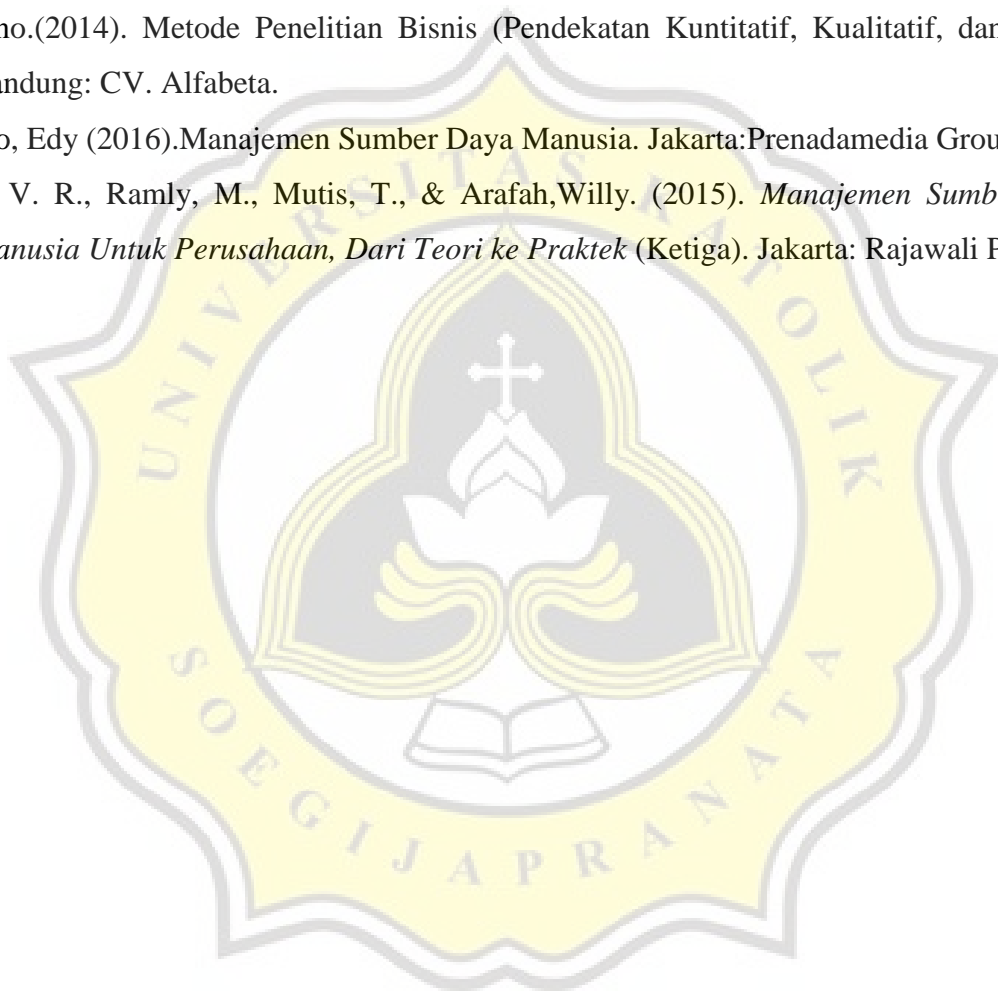 no.(2014). Metode Penelitian Bisnis (Pendekatan Kuntitatif, Kualitatif, dan
andung: CV. Alfabeta.
o, Edy (2016).Manajemen Sumber Daya Manusia. Jakarta:Prenadamedia Grou
V. R., Ramly, M., Mutis, T., & Arafah,Willy. (2015). Manajemen Sumb
anusia Untuk Perusahaan, Dari Teori ke Praktek (Ketiga). Jakarta: Rajawali P
UNIVERSITAS KATOLIK
SOEGIJAPRANATA